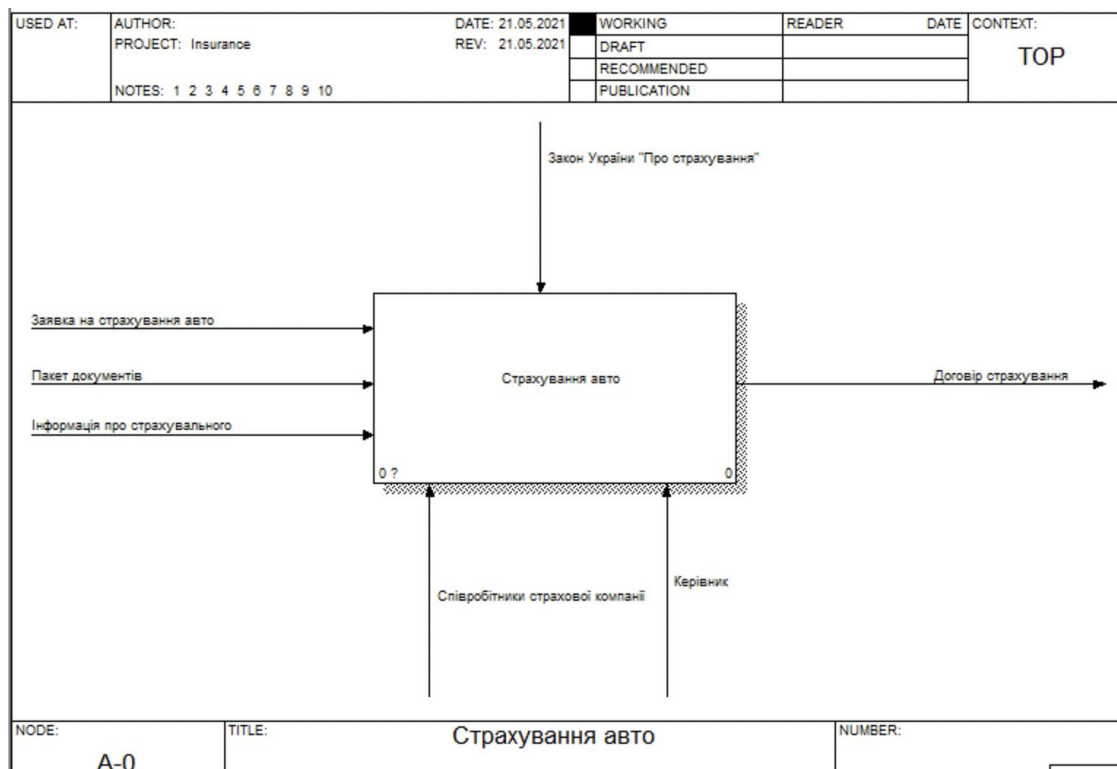 USED AT:
AUTHOR:
DATE: 21.05.2021
WORKING
READER
DATE
CONTEXT:
PROJECT: Insurance
REV: 21.05.2021
DRAFT
TOP
RECOMMENDED
NOTES: 1 2 3 4 5 6 7 8 9 10
PUBLICATION
Закон України "Про страхування"
Заявка на страхування авто
Пакет документів
Страхування авто
Договір страхування
Інформація про страхувального
0 ?
0
Співробітники страхової компанії
Керівник
NODE:
TITLE:
Страхування авто
NUMBER:
A-0